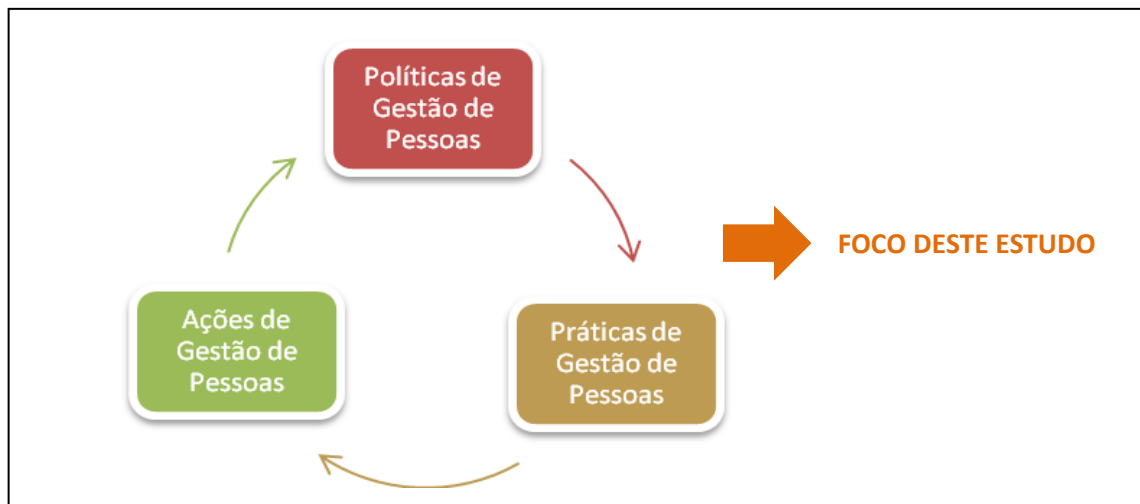 Políticas de
Gestão de
Pessoas
FOCO DESTE ESTUDO
Ações de
Gestão de
Pessoas
Práticas de
Gestão de
Pessoas